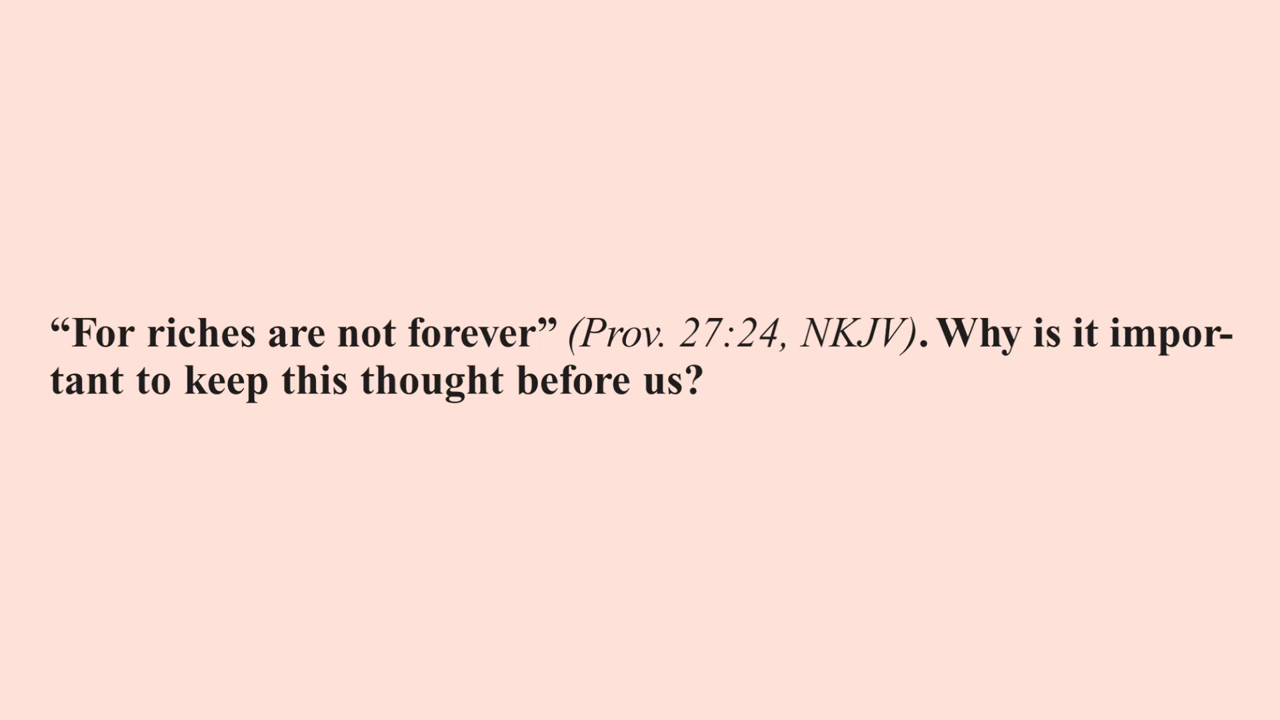 “For riches are not forever” (Prov. 27:24, NKJV). Why is it impor-
tant to keep this thought before us?